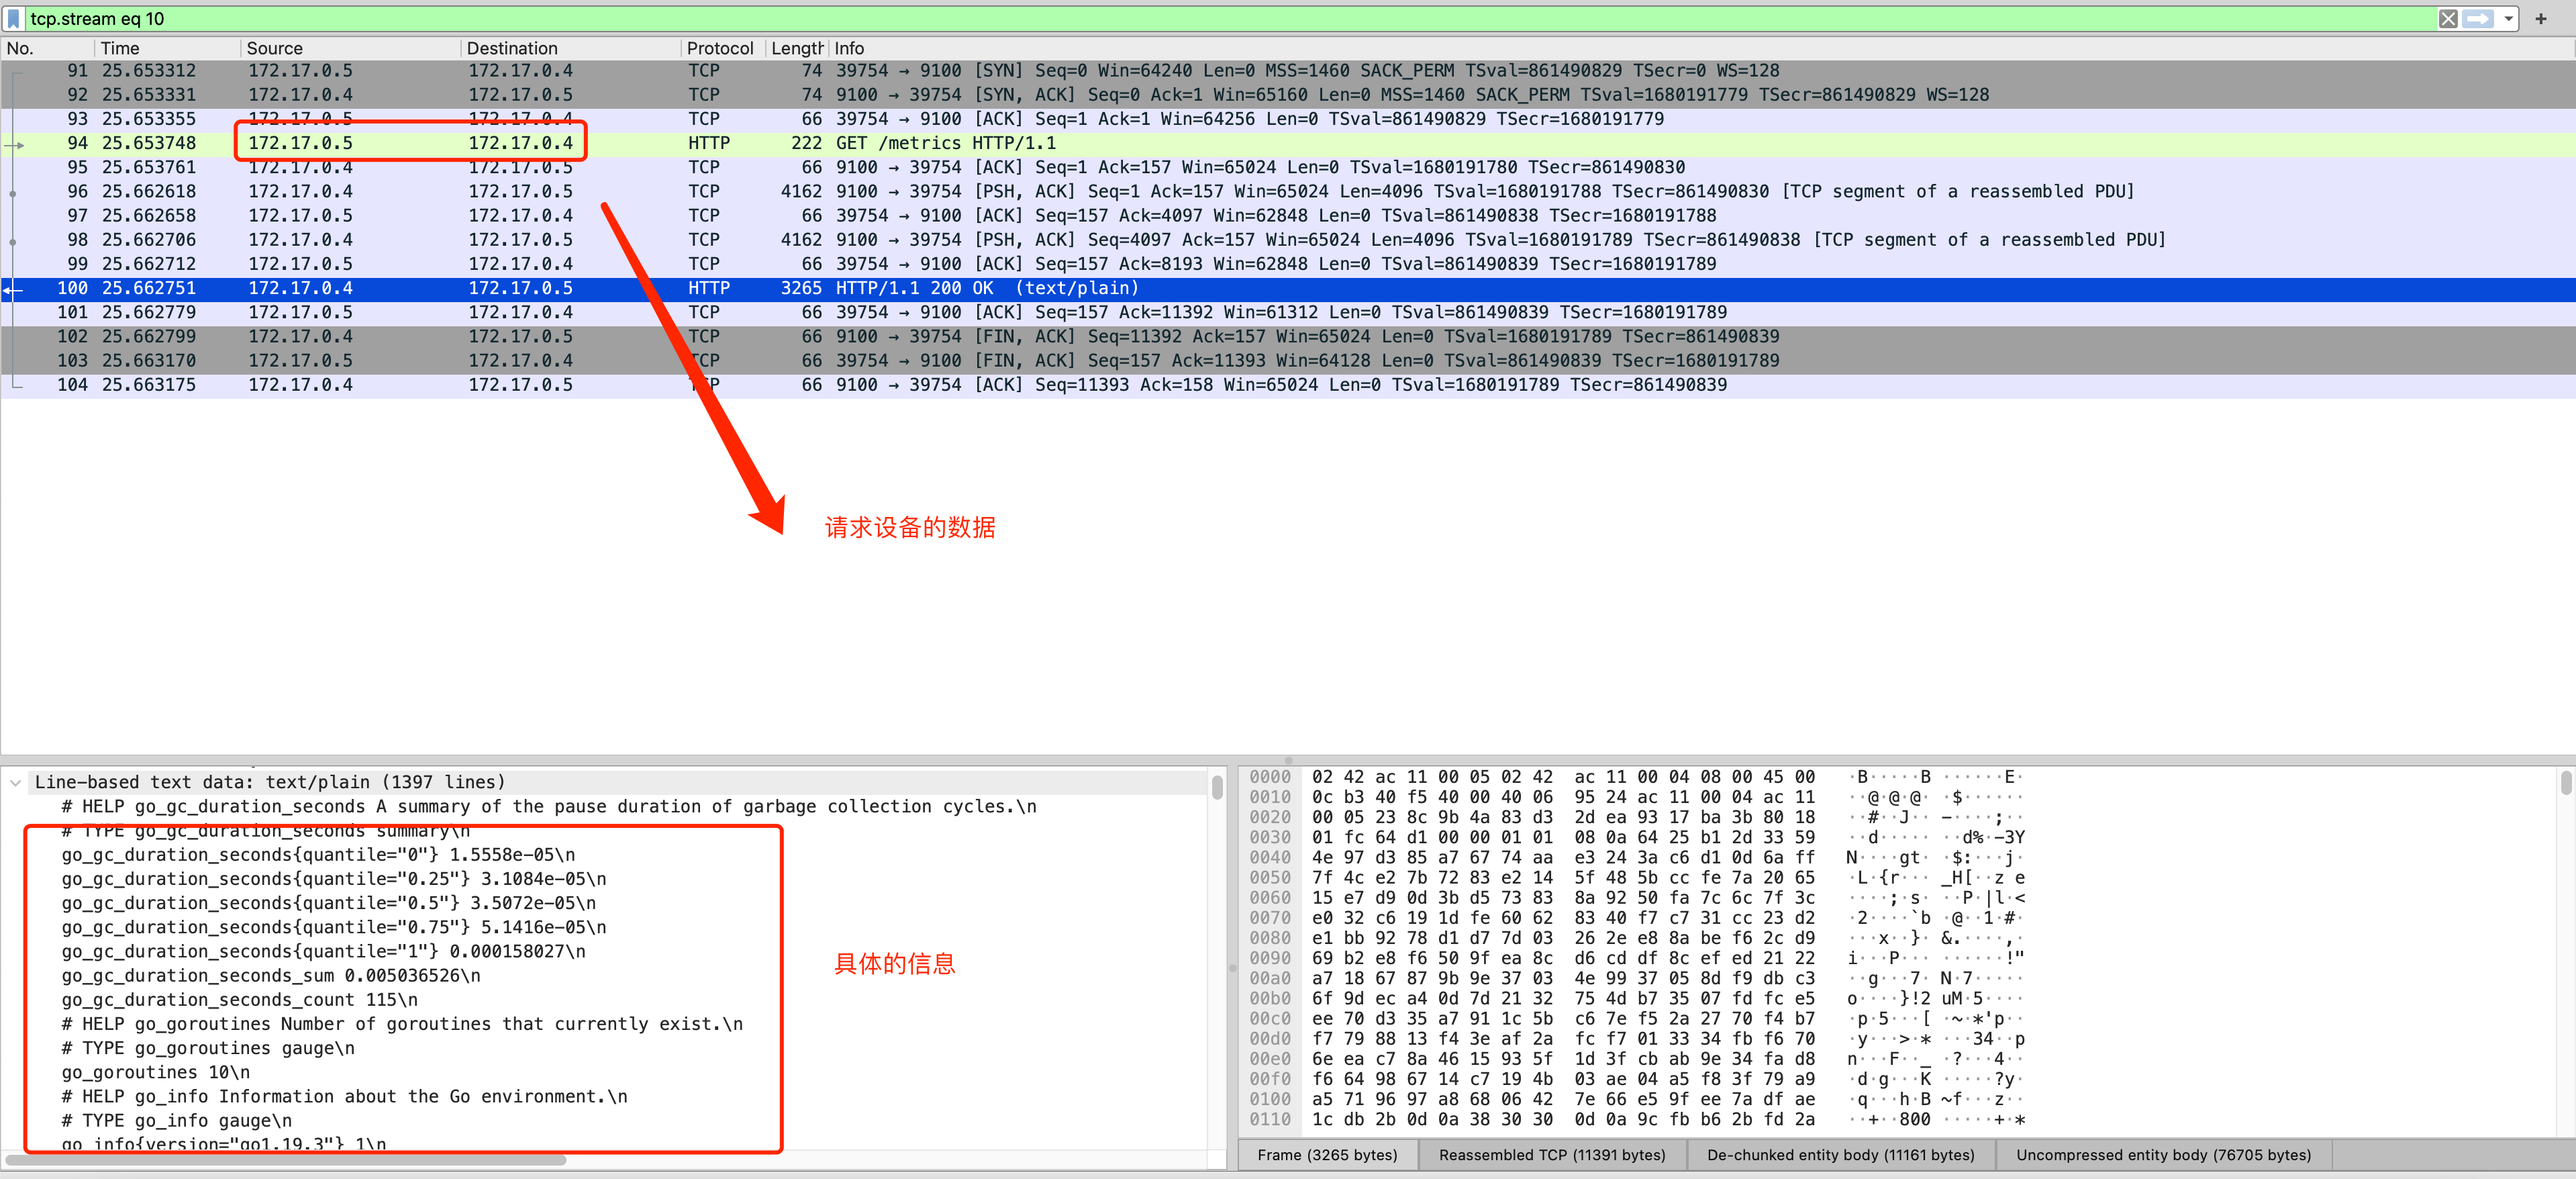 tcp.stream eq 10
No. Time Source Destination Protocol Length Info
91 25.653312 172.17.0.5 172.17.0.4 TCP 74 39754 → 9100 [SYN] Seq=0 Win=64240 Len=0 MSS=1460 SACK_PERM TSval=861490829 TSecr=0 WS=128
92 25.653331 172.17.0.4 172.17.0.5 TCP 74 9100 → 39754 [SYN, ACK] Seq=0 Ack=1 Win=65160 Len=0 MSS=1460 SACK_PERM TSval=1680191779 TSecr=861490829 WS=128
93 25.653355 172.17.0.5 172.17.0.4 TCP 66 39754 → 9100 [ACK] Seq=1 Ack=1 Win=64256 Len=0 TSval=861490829 TSecr=1680191779
94 25.653748 172.17.0.5 172.17.0.4 HTTP 222 GET /metrics HTTP/1.1
95 25.653761 172.17.0.4 172.17.0.5 TCP 66 9100 → 39754 [ACK] Seq=1 Ack=157 Win=65024 Len=0 TSval=1680191780 TSecr=861490830
96 25.662618 172.17.0.4 172.17.0.5 TCP 4162 9100 → 39754 [PSH, ACK] Seq=1 Ack=157 Win=65024 Len=4096 TSval=1680191788 TSecr=861490830 [TCP segment of a reassembled PDU]
97 25.662658 172.17.0.5 172.17.0.4 TCP 66 39754 → 9100 [ACK] Seq=157 Ack=4097 Win=62848 Len=0 TSval=861490838 TSecr=1680191788
98 25.662706 172.17.0.4 172.17.0.5 TCP 4162 9100 → 39754 [PSH, ACK] Seq=4097 Ack=157 Win=65024 Len=4096 TSval=1680191789 TSecr=861490838 [TCP segment of a reassembled PDU]
99 25.662712 172.17.0.5 172.17.0.4 TCP 66 39754 → 9100 [ACK] Seq=157 Ack=8193 Win=62848 Len=0 TSval=861490839 TSecr=1680191789
100 25.662751 172.17.0.4 172.17.0.5 HTTP 3265 HTTP/1.1 200 OK (text/plain)
101 25.662779 172.17.0.5 172.17.0.4 TCP 66 39754 → 9100 [ACK] Seq=157 Ack=11392 Win=61312 Len=0 TSval=861490839 TSecr=1680191789
102 25.662799 172.17.0.4 172.17.0.5 TCP 66 9100 → 39754 [FIN, ACK] Seq=11392 Ack=157 Win=65024 Len=0 TSval=1680191789 TSecr=861490839
103 25.663170 172.17.0.5 172.17.0.4 TCP 66 39754 → 9100 [FIN, ACK] Seq=157 Ack=11393 Win=64128 Len=0 TSval=861490839 TSecr=1680191789
104 25.663175 172.17.0.4 172.17.0.5 TCP 66 9100 → 39754 [ACK] Seq=11393 Ack=158 Win=65024 Len=0 TSval=1680191789 TSecr=861490839
请求设备的数据
Line-based text data: text/plain (1397 lines)
# HELP go_gc_duration_seconds A summary of the pause duration of garbage collection cycles.\n
# TYPE go_gc_duration_seconds summary\n
go_gc_duration_seconds{quantile="0"} 1.5558e-05\n
go_gc_duration_seconds{quantile="0.25"} 3.1084e-05\n
go_gc_duration_seconds{quantile="0.5"} 3.5072e-05\n
go_gc_duration_seconds{quantile="0.75"} 5.1416e-05\n
go_gc_duration_seconds{quantile="1"} 0.000158027\n
go_gc_duration_seconds_sum 0.005036526\n
go_gc_duration_seconds_count 115\n
# HELP go_goroutines Number of goroutines that currently exist.\n
# TYPE go_goroutines gauge\n
go_goroutines 10\n
# HELP go_info Information about the Go environment.\n
# TYPE go_info gauge\n
go_info{version="go1.19.3"} 1\n
具体的信息
0000 02 42 ac 11 00 05 02 42 ac 11 00 04 08 00 45 00 ·B·····B ······E·
0010 0c b3 40 f5 40 00 40 06 95 24 ac 11 00 04 ac 11 ··@·@·@· ·$······
0020 00 05 23 8c 9b 4a 83 d3 2d ea 93 17 ba 3b 80 18 ··#··J·· -····;··
0030 01 fc 64 d1 00 00 01 01 08 0a 64 25 b1 2d 33 59 ··d····· ··d%·-3Y
0040 4e 97 d3 85 a7 67 74 aa e3 24 3a c6 d1 0d 6a ff N····gt· ·$:···j·
0050 7f 4c e2 7b 72 83 e2 14 5f 48 5b cc fe 7a 20 65 ·L·{r··· _H[··z e
0060 15 e7 d9 0d 3b d5 73 83 8a 92 50 fa 7c 6c 7f 3c ····;·s· ··P·|l·<
0070 e0 32 c6 19 1d fe 60 62 83 40 f7 c7 31 cc 23 d2 ·2····`b ·@··1·#·
0080 e1 bb 92 78 d1 d7 7d 03 26 2e e8 8a be f6 2c d9 ···x··}· &.····,·
0090 69 b2 e8 f6 50 9f ea 8c d6 cd df 8c ef ed 21 22 i···P··· ······!"
00a0 a7 18 67 87 9b 9e 37 03 4e 99 37 05 8d f9 db c3 ··g···7· N·7·····
00b0 6f 9d ec a4 0d 7d 21 32 75 4d b7 35 07 fd fc e5 o····}!2 uM·5····
00c0 ee 70 d3 35 a7 91 1c 5b c6 7e f5 2a 27 70 f4 b7 ·p·5···[ ·~·*'p··
00d0 f7 79 88 13 f4 3e af 2a fc f7 01 33 34 fb f6 70 ·y···>·* ···34··p
00e0 6e ea c7 8a 46 15 93 5f 1d 3f cb ab 9e 34 fa d8 n···F··_ ·?···4··
00f0 f6 64 98 67 14 c7 19 4b 03 ae 04 a5 f8 3f 79 a9 ·d·g···K ·····?y·
0100 a5 71 96 97 a8 68 06 42 7e 66 e5 9f ee 7a df ae ·q···h·B ~f···z··
0110 1c db 2b 0d 0a 38 30 30 0d 0a 9c fb b6 2b fd 2a ··+··800 ·····+·*
Frame (3265 bytes) Reassembled TCP (11391 bytes) De-chunked entity body (11161 bytes) Uncompressed entity body (76705 bytes)